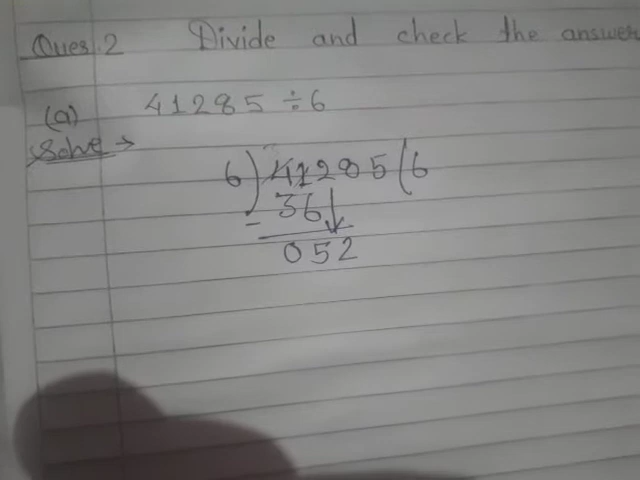 Ques. 2 Divide and check the answer
(a) 41285 ÷ 6
Solve →
6)41285(6
- 36↓
052